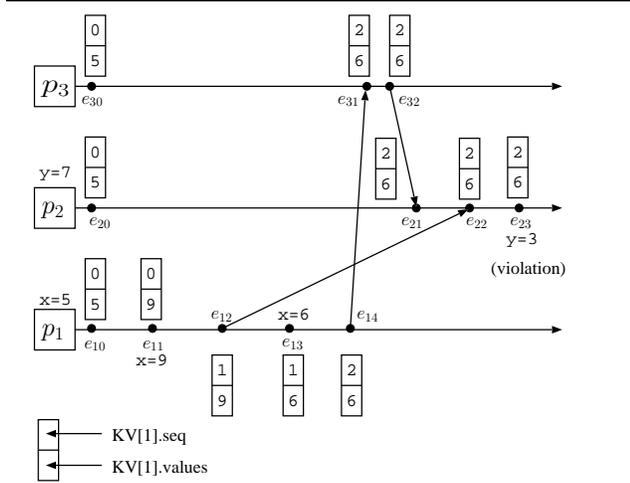 0 2 2
5 6 6
p3
e30 e31 e32
0 2 2 2
y=7 5 6 6 6
p2
e20 e21 e22 e23
y=3
(violation)
0 0
x=5 5 9 e12 x=6 e14
p1
e10 e11 e13
x=9
1 1 2
9 6 6
KV[1].seq
KV[1].values